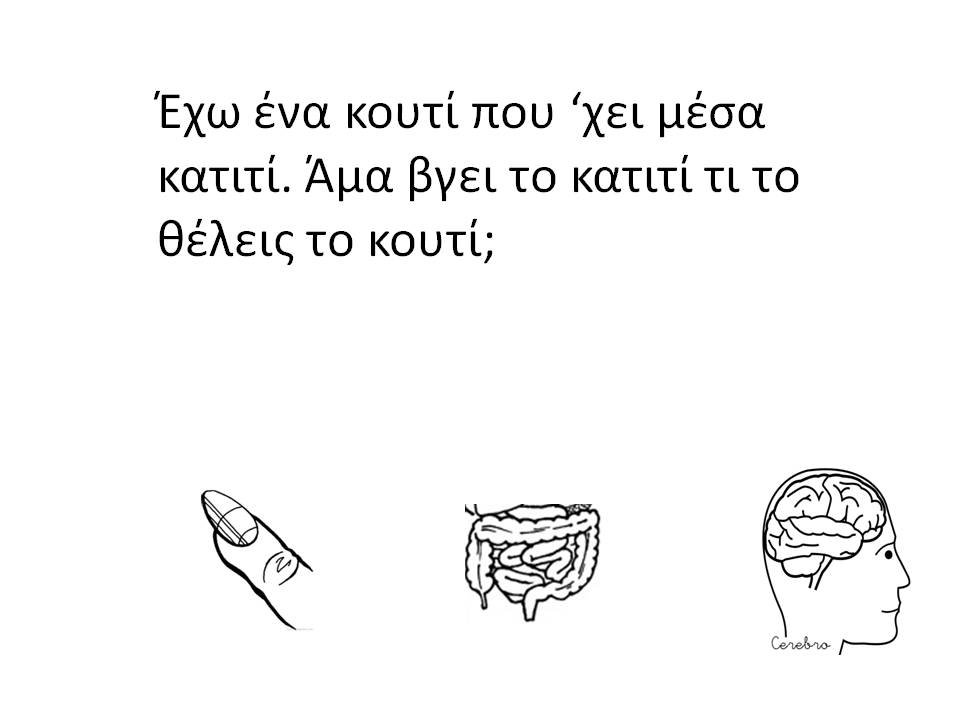 Έχω ένα κουτί που ‘χει μέσα
κατιτί. Άμα βγει το κατιτί τι το
θέλεις το κουτί;
Cerebro